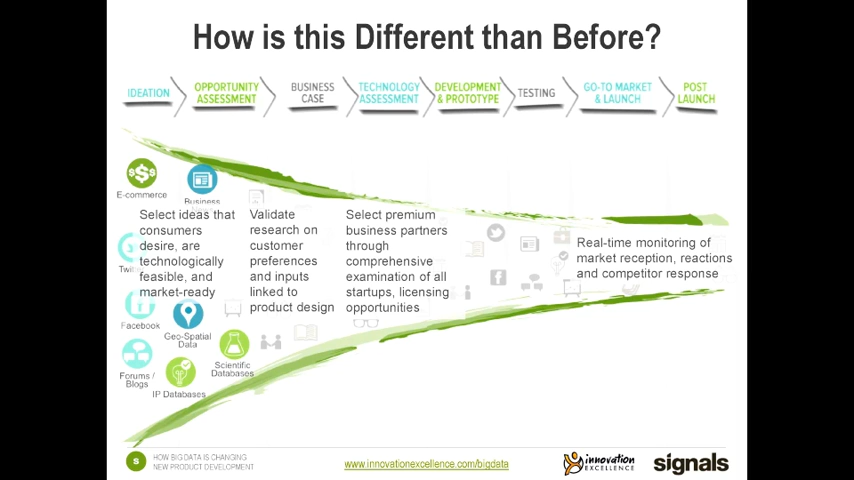 How is this Different than Before?
IDEATION
OPPORTUNITY
ASSESSMENT
BUSINESS
CASE
TECHNOLOGY
ASSESSMENT
DEVELOPMENT
& PROTOTYPE
TESTING
GO-TO MARKET
& LAUNCH
POST
LAUNCH
E-commerce
Business
Select ideas that
consumers
desire, are
technologically
feasible, and
market-ready
Validate
research on
customer
preferences
and inputs
linked to
product design
Select premium
business partners
through
comprehensive
examination of all
startups, licensing
opportunities
Real-time monitoring of
market reception, reactions
and competitor response
Facebook
Geo-Spatial
Data
Forums /
Blogs
IP Databases
Scientific
Databases
S
HOW BIG DATA IS CHANGING
NEW PRODUCT DEVELOPMENT
www.innovationexcellence.com/bigdata
innovation
EXCELLENCE
signals